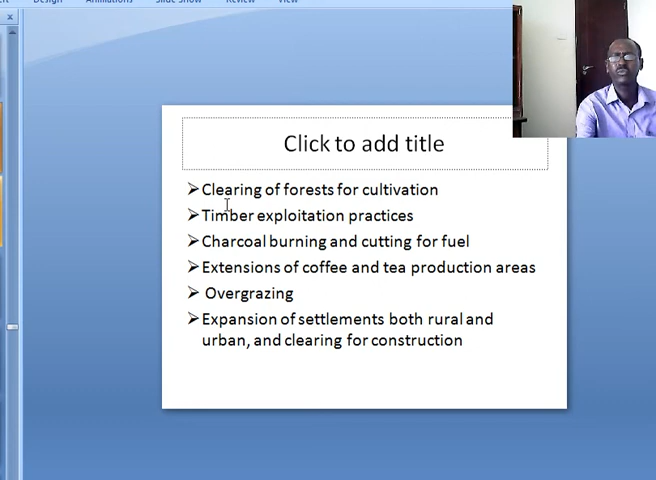 Design Animations Slide Show Review View
Click to add title
➢Clearing of forests for cultivation
➢Timber exploitation practices
➢Charcoal burning and cutting for fuel
➢Extensions of coffee and tea production areas
➢ Overgrazing
➢Expansion of settlements both rural and
urban, and clearing for construction